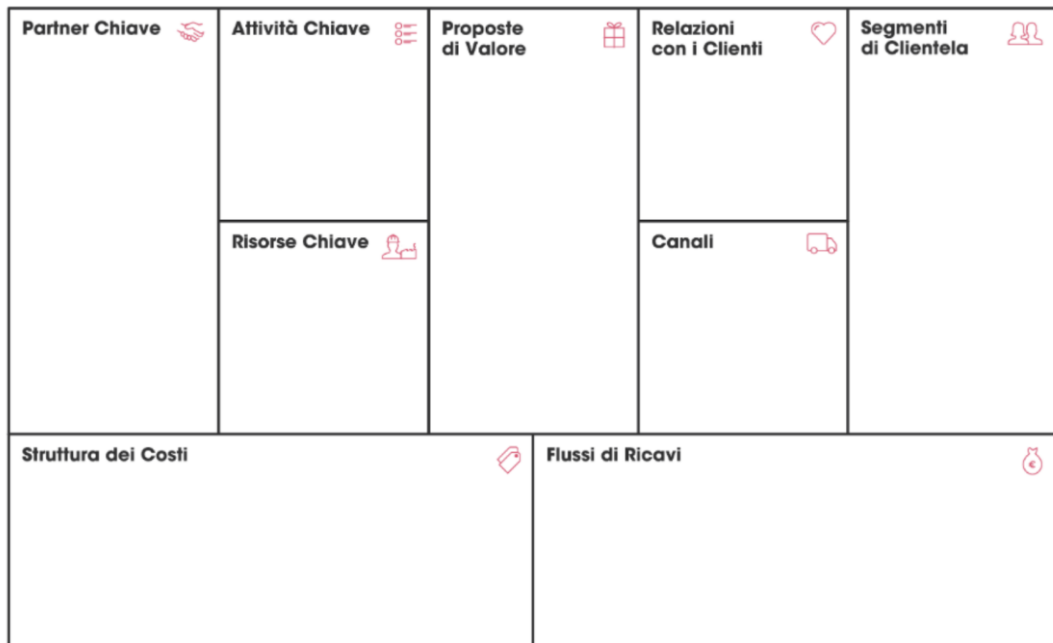 Partner Chiave
Attività Chiave
Proposte
di Valore
Relazioni
con i Clienti
Segmenti
di Clientela
Risorse Chiave
Canali
Struttura dei Costi
Flussi di Ricavi
€